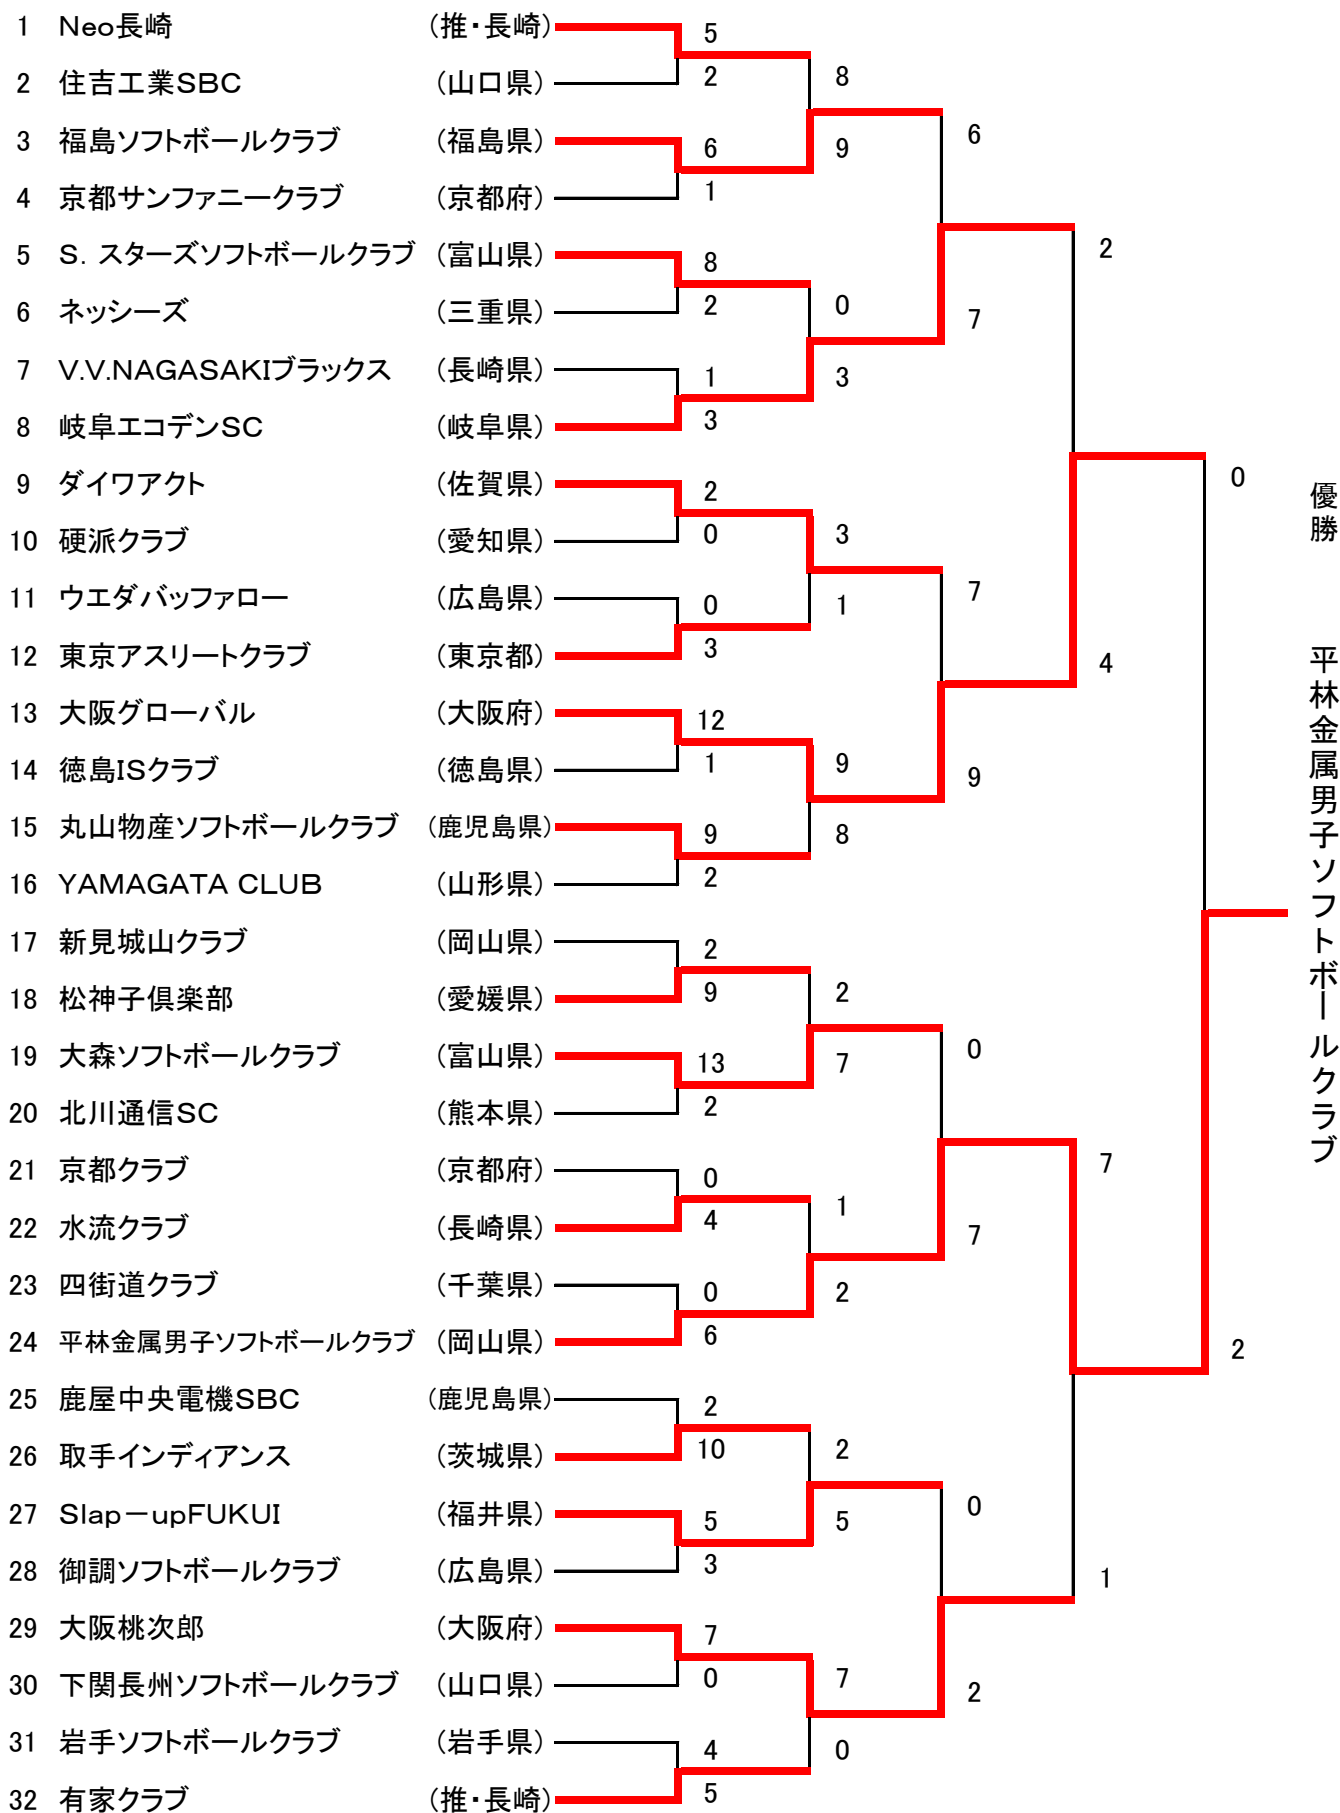 1 Neo長崎 (推・長崎) 5
2 住吉工業SBC (山口県) 2 8
3 福島ソフトボールクラブ (福島県) 6 9 6
4 京都サンファニークラブ (京都府) 1
5 S．スターズソフトボールクラブ (富山県) 8 2
6 ネッシーズ (三重県) 2 0 7
7 V.V.NAGASAKIブラックス (長崎県) 1 3
8 岐阜エコデンSC (岐阜県) 3
9 ダイワアクト (佐賀県) 2 0
10 硬派クラブ (愛知県) 0 3
11 ウエダバッファロー (広島県) 0 1 7
12 東京アスリートクラブ (東京都) 3 4
13 大阪グローバル (大阪府) 12
14 徳島ISクラブ (徳島県) 1 9 9
15 丸山物産ソフトボールクラブ (鹿児島県) 9 8
16 YAMAGATA CLUB (山形県) 2
17 新見城山クラブ (岡山県) 2
18 松神子倶楽部 (愛媛県) 9 2
19 大森ソフトボールクラブ (富山県) 13 7 0
20 北川通信SC (熊本県) 2
21 京都クラブ (京都府) 0 7
22 水流クラブ (長崎県) 4 1 7
23 四街道クラブ (千葉県) 0 2
24 平林金属男子ソフトボールクラブ (岡山県) 6 2
25 鹿屋中央電機SBC (鹿児島県) 2
26 取手インディアンス (茨城県) 10 2
27 Slap－upFUKUI (福井県) 5 5 0
28 御調ソフトボールクラブ (広島県) 3 1
29 大阪桃次郎 (大阪府) 7
30 下関長州ソフトボールクラブ (山口県) 0 7 2
31 岩手ソフトボールクラブ (岩手県) 4 0
32 有家クラブ (推・長崎) 5
優勝　平林金属男子ソフトボールクラブ